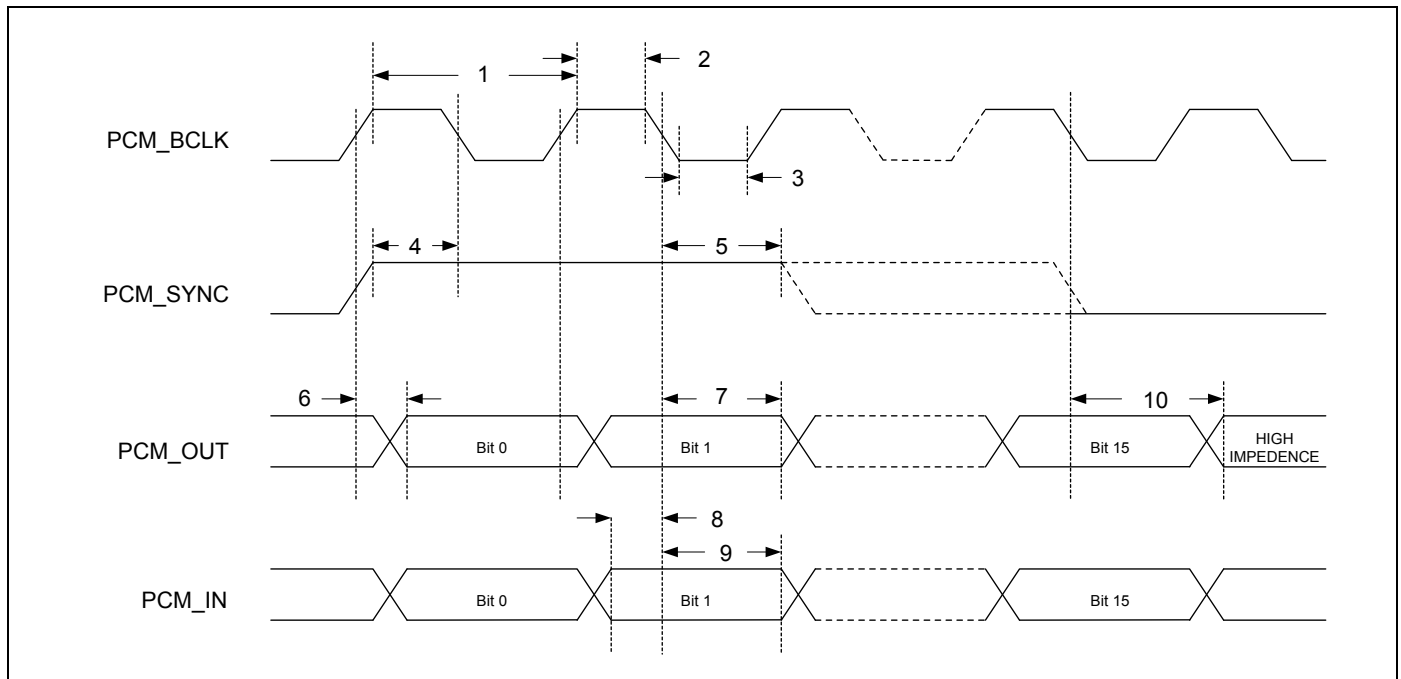 1
2
PCM_BCLK
3
4
5
PCM_SYNC
6
7
10
PCM_OUT
Bit 0
Bit 1
Bit 15
HIGH
IMPEDENCE
8
9
PCM_IN
Bit 0
Bit 1
Bit 15